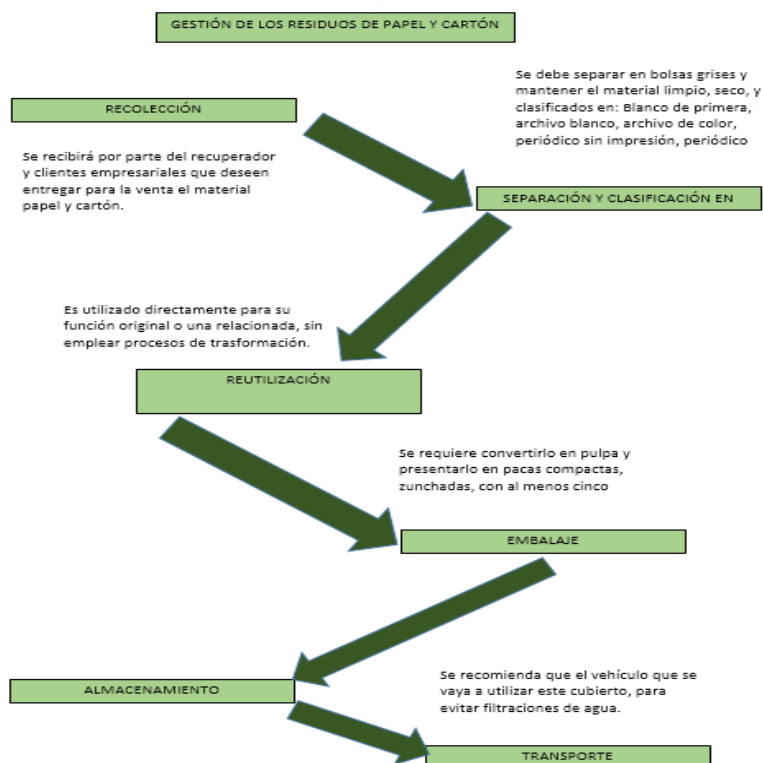 GESTIÓN DE LOS RESIDUOS DE PAPEL Y CARTÓN
RECOLECCIÓN
Se recibirá por parte del recuperador
y clientes empresariales que deseen
entregar para la venta el material
papel y cartón.
Se debe separar en bolsas grises y
mantener el material limpio, seco, y
clasificados en: Blanco de primera,
archivo blanco, archivo de color,
periódico sin impresión, periódico
SEPARACIÓN Y CLASIFICACIÓN EN
Es utilizado directamente para su
función original o una relacionada, sin
emplear procesos de trasformación.
REUTILIZACIÓN
Se requiere convertirlo en pulpa y
presentarlo en pacas compactas,
zunchadas, con al menos cinco
EMBALAJE
ALMACENAMIENTO
Se recomienda que el vehículo que se
vaya a utilizar este cubierto, para
evitar filtraciones de agua.
TRANSPORTE